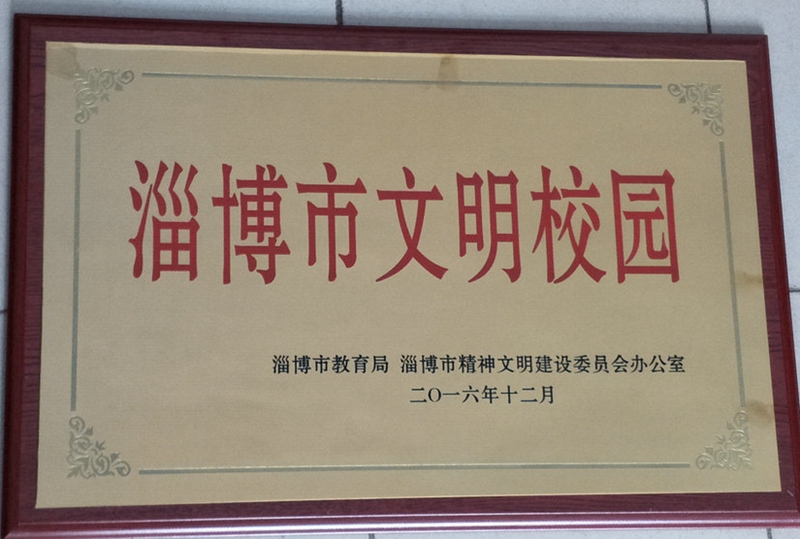 淄博市文明校园
淄博市教育局 淄博市精神文明建设委员会办公室
二〇一六年十二月